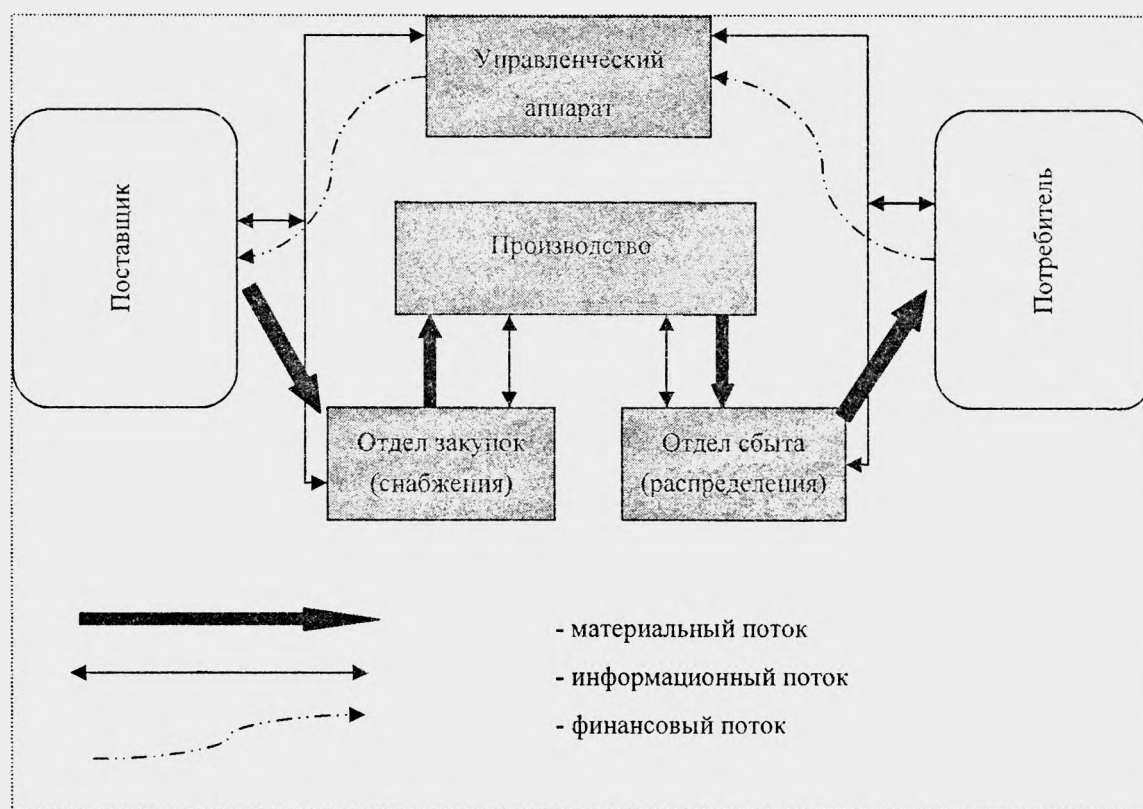 Управленческий
аппарат
Поставщик
Производство
Потребитель
Отдел закупок
(снабжения)
Отдел сбыта
(распределения)
- материальный поток
- информационный поток
- финансовый поток